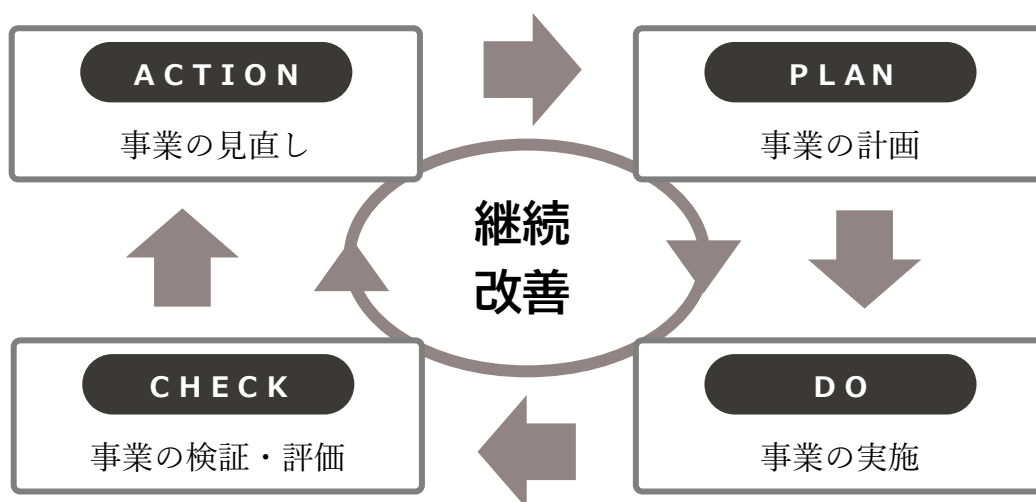 ACTION
事業の見直し
PLAN
事業の計画
継続
改善
CHECK
事業の検証・評価
DO
事業の実施